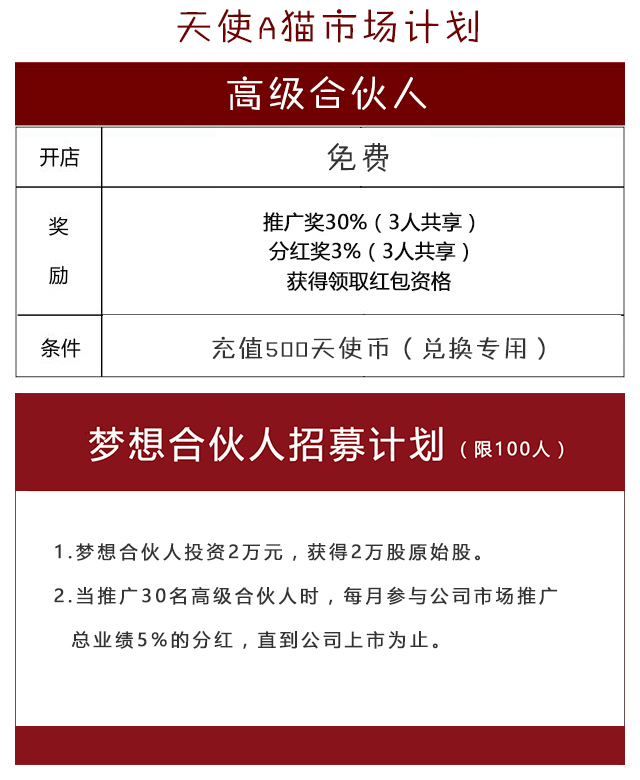 天使A猫市场计划
高级合伙人
开店
免费
奖
励
推广奖30%（3人共享）
分红奖3%（3人共享）
获得领取红包资格
条件
充值500天使币（兑换专用）
梦想合伙人招募计划（限100人）
1.梦想合伙人投资2万元，获得2万股原始股。
2.当推广30名高级合伙人时，每月参与公司市场推广
总业绩5%的分红，直到公司上市为止。